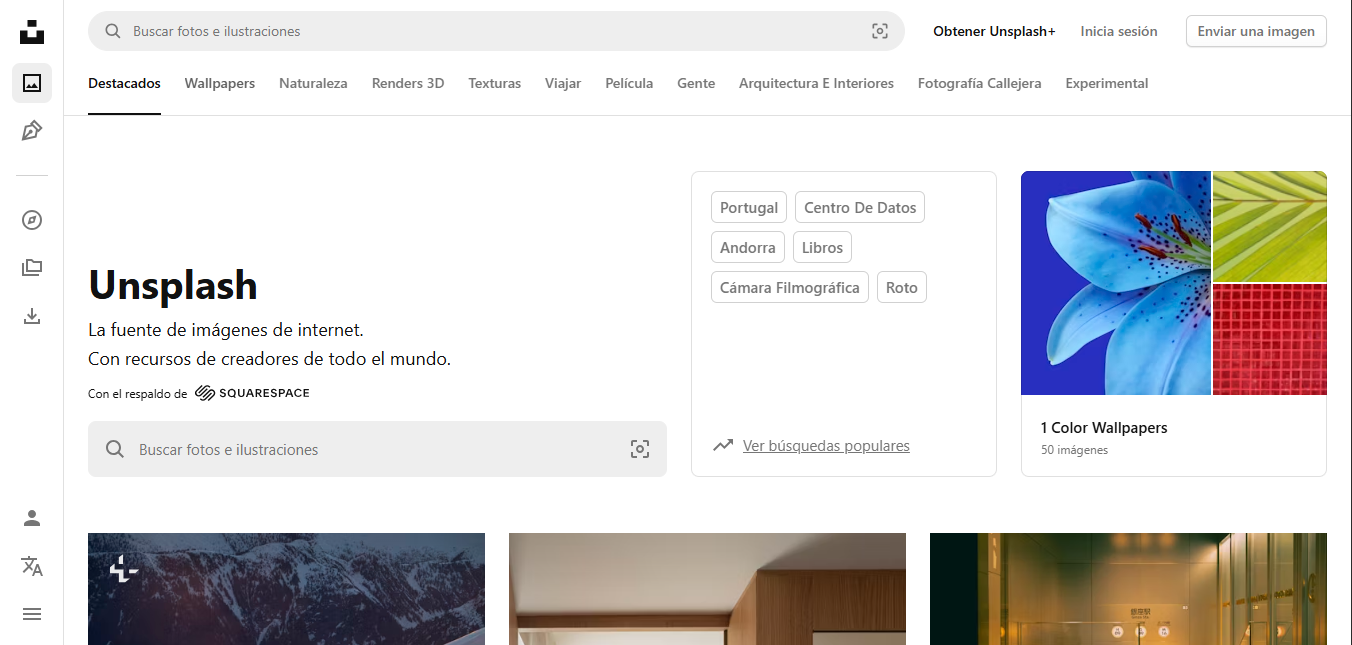 Buscar fotos e ilustraciones
Obtener Unsplash+
Inicia sesión
Enviar una imagen
Destacados
Wallpapers
Naturaleza
Renders 3D
Texturas
Viajar
Película
Gente
Arquitectura E Interiores
Fotografía Callejera
Experimental
Unsplash
La fuente de imágenes de internet.
Con recursos de creadores de todo el mundo.
Con el respaldo de SQUARESPACE
Buscar fotos e ilustraciones
Portugal
Centro De Datos
Andorra
Libros
Cámara Filmográfica
Roto
Ver búsquedas populares
1 Color Wallpapers
50 imágenes
銀座駅